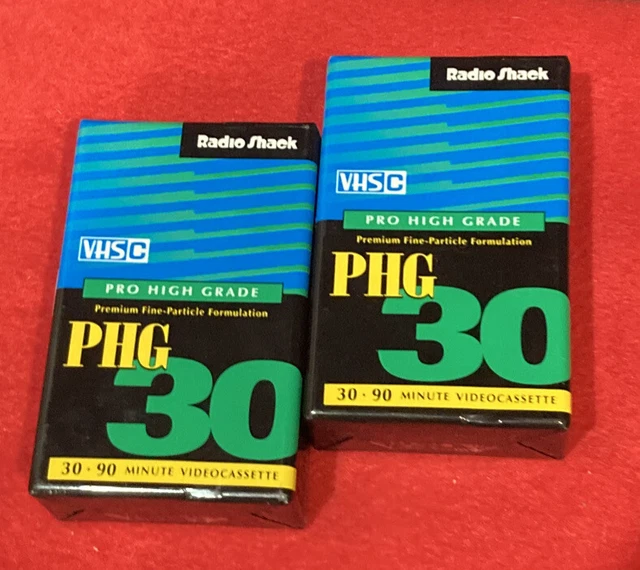 Radio Shack
VHS C
PRO HIGH GRADE
Premium Fine-Particle Formulation
PHG
30
30 · 90 MINUTE VIDEOCASSETTE
Radio Shack
VHS C
PRO HIGH GRADE
Premium Fine-Particle Formulation
PHG
30
30 · 90 MINUTE VIDEOCASSETTE